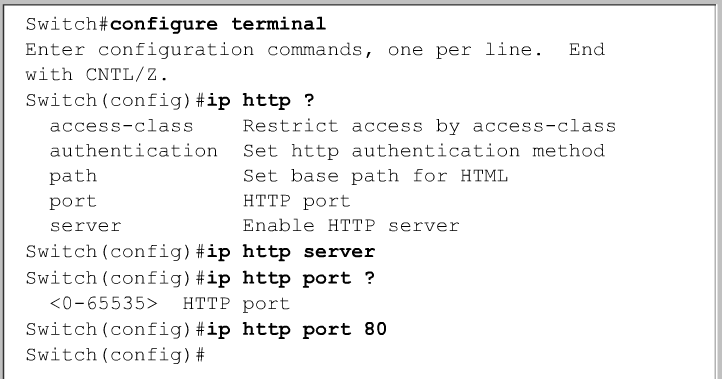 Switch#configure terminal
Enter configuration commands, one per line.  End
with CNTL/Z.
Switch(config)#ip http ?
  access-class    Restrict access by access-class
  authentication  Set http authentication method
  path            Set base path for HTML
  port            HTTP port
  server          Enable HTTP server
Switch(config)#ip http server
Switch(config)#ip http port ?
  <0-65535>  HTTP port
Switch(config)#ip http port 80
Switch(config)#